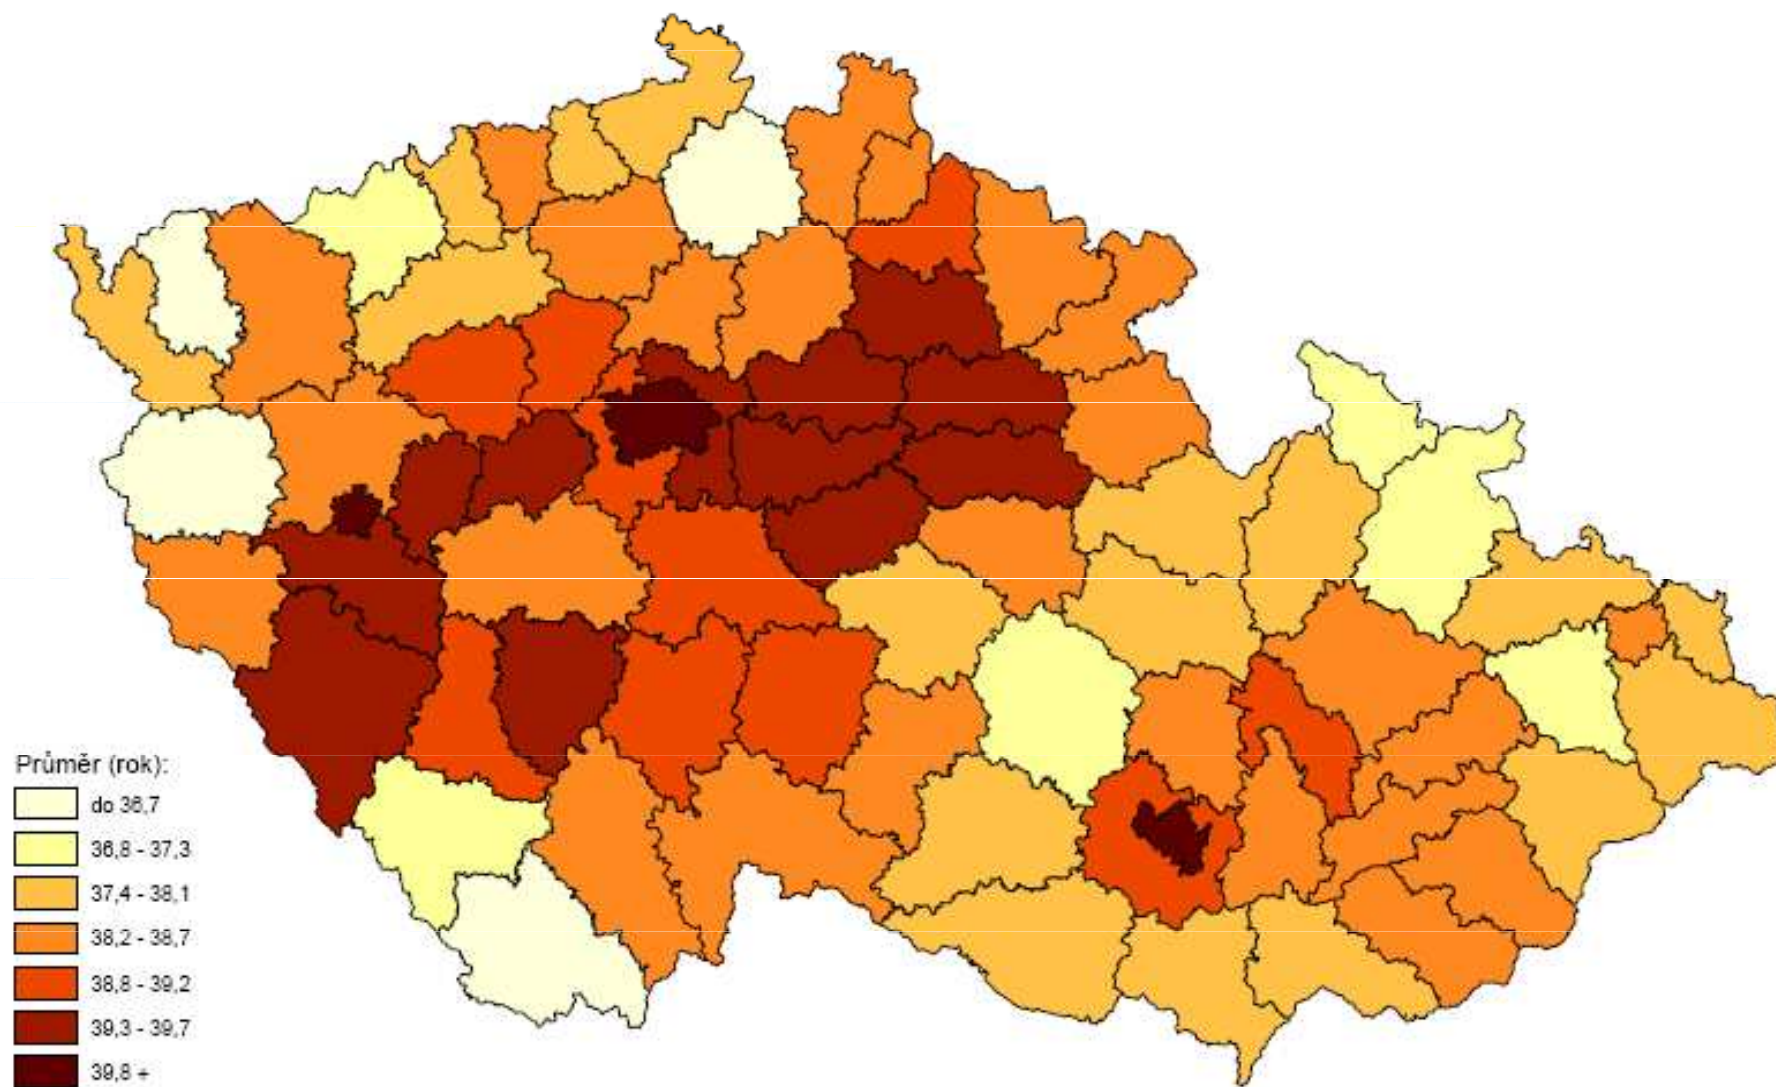 Průměr (rok):
do 36,7
36,8 - 37,3
37,4 - 38,1
38,2 - 38,7
38,8 - 39,2
39,3 - 39,7
39,8 +